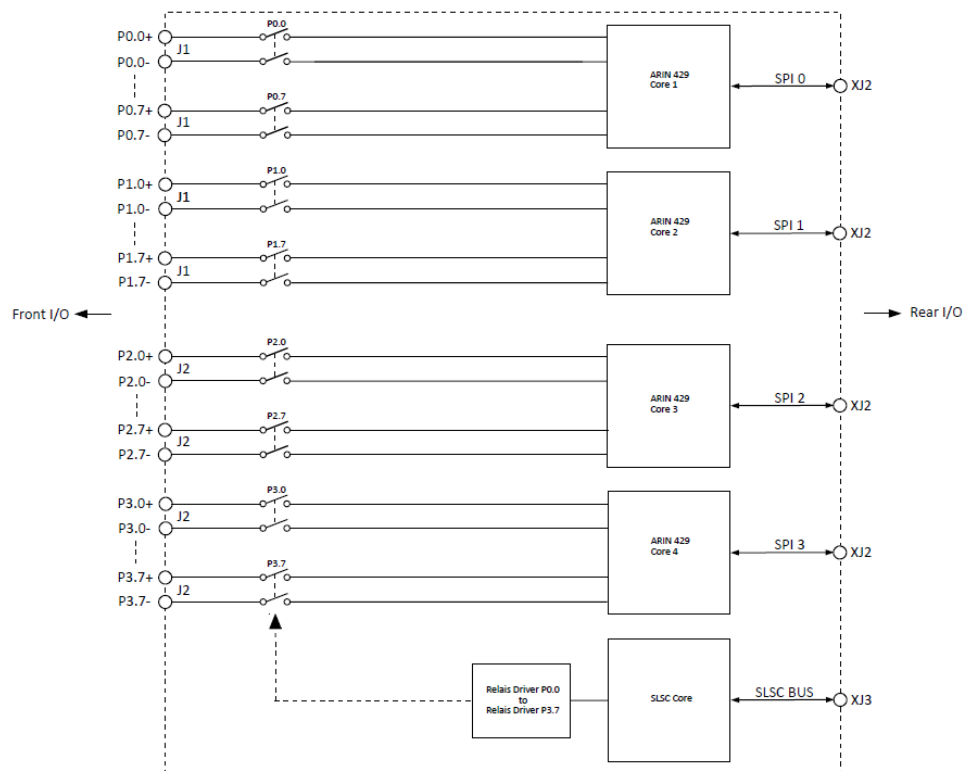 P0.0+
J1
P0.0-
P0.0
P0.7+
J1
P0.7-
P0.7
ARIN 429
Core 1
SPI 0
XJ2
P1.0+
J1
P1.0-
P1.0
P1.7+
J1
P1.7-
P1.7
ARIN 429
Core 2
SPI 1
XJ2
Front I/O
Rear I/O
P2.0+
J2
P2.0-
P2.0
P2.7+
J2
P2.7-
P2.7
ARIN 429
Core 3
SPI 2
XJ2
P3.0+
J2
P3.0-
P3.0
P3.7+
J2
P3.7-
P3.7
ARIN 429
Core 4
SPI 3
XJ2
Relais Driver P0.0
to
Relais Driver P3.7
SLSC Core
SLSC BUS
XJ3